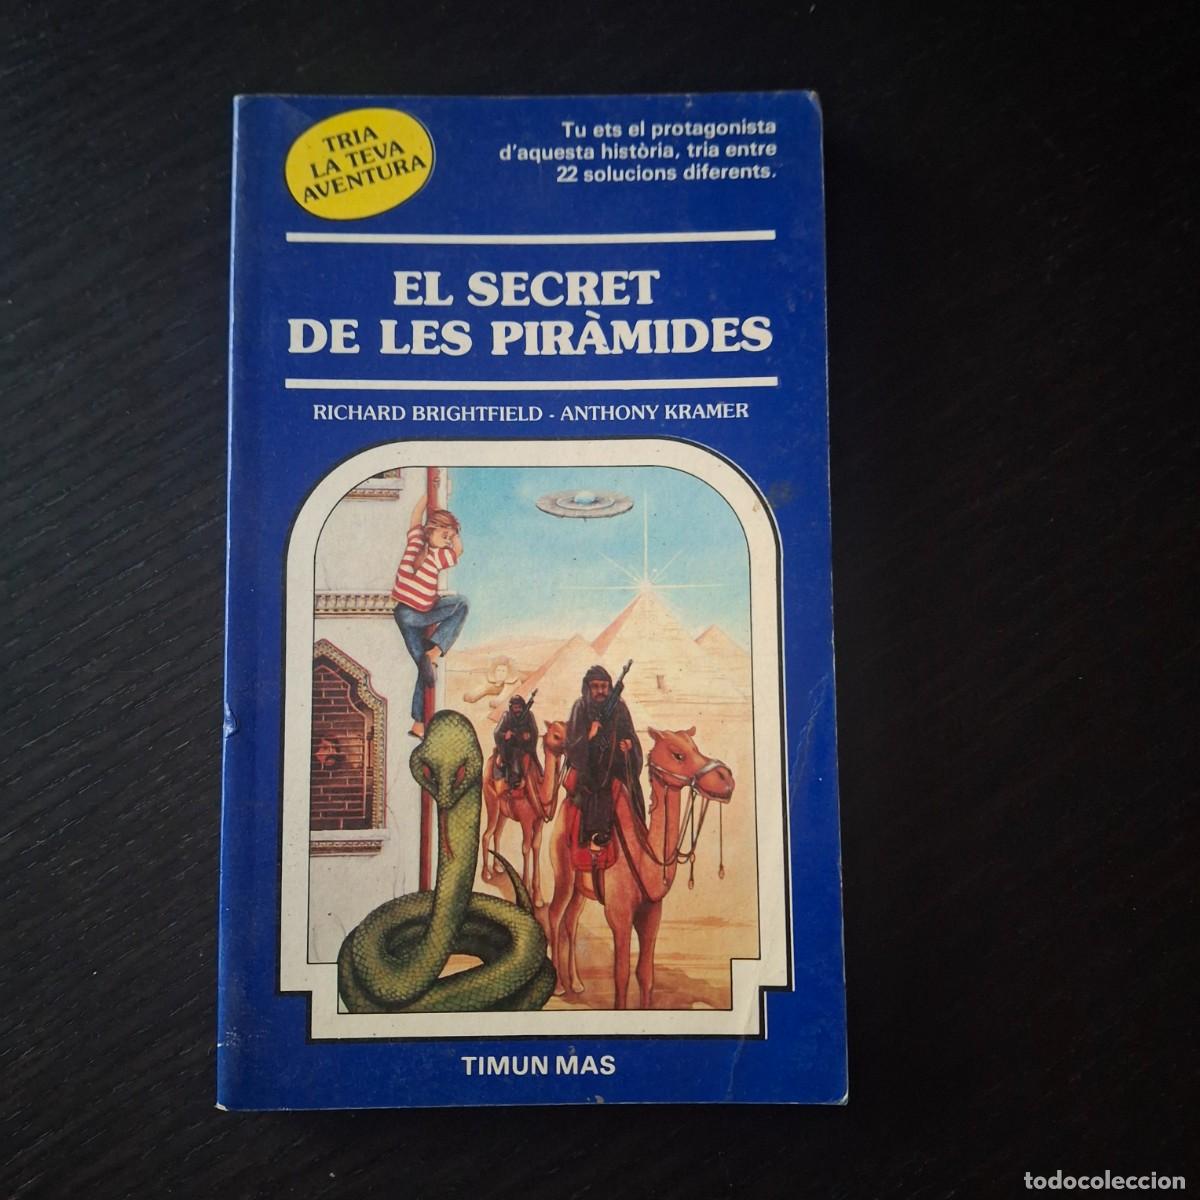 TRIA
LA TEVA
AVENTURA
Tu ets el protagonista
d'aquesta història, tria entre
22 solucions diferents.
EL SECRET
DE LES PIRÀMIDES
RICHARD BRIGHTFIELD - ANTHONY KRAMER
TIMUN MAS
todocoleccion